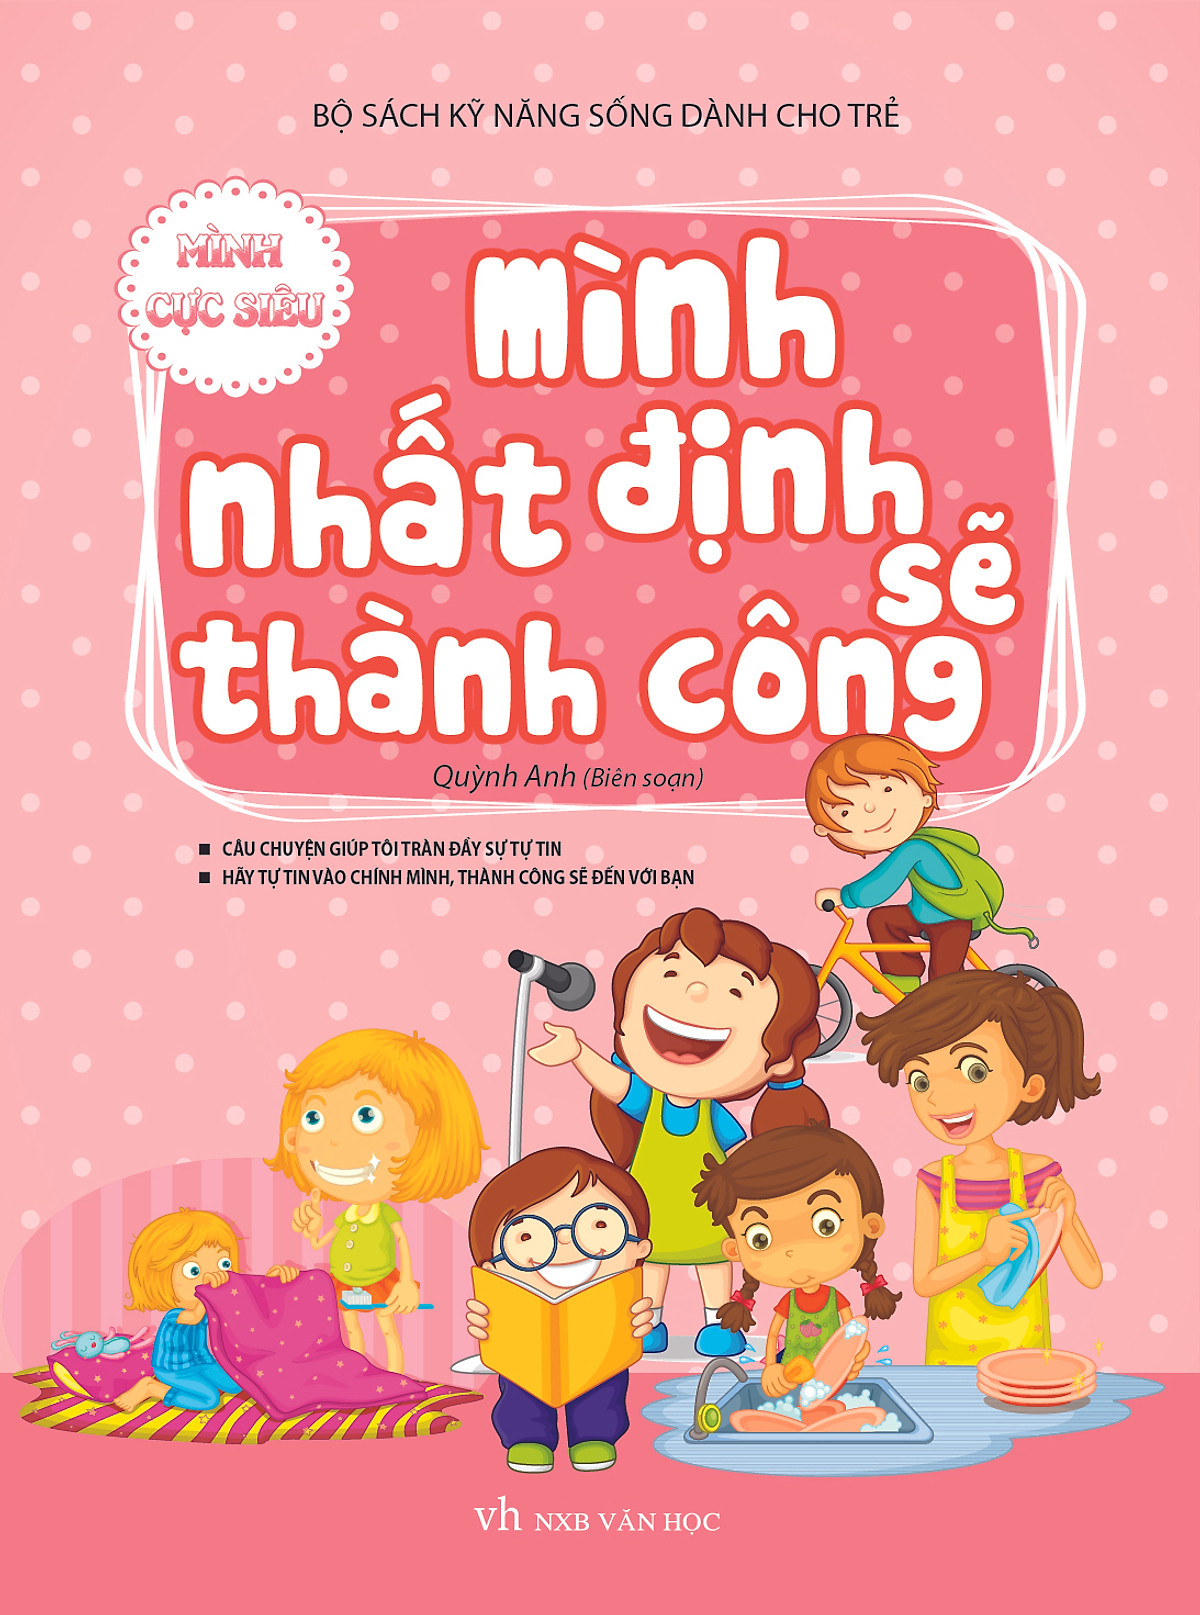 BỘ SÁCH KỸ NĂNG SỐNG DÀNH CHO TRẺ
MÌNH
CỰC SIÊU
mình
nhất định
sẽ
thành công
Quỳnh Anh (Biên soạn)
■ CÂU CHUYỆN GIÚP TÔI TRÀN ĐẦY SỰ TỰ TIN
■ HÃY TỰ TIN VÀO CHÍNH MÌNH, THÀNH CÔNG SẼ ĐẾN VỚI BẠN
vh NXB VĂN HỌC